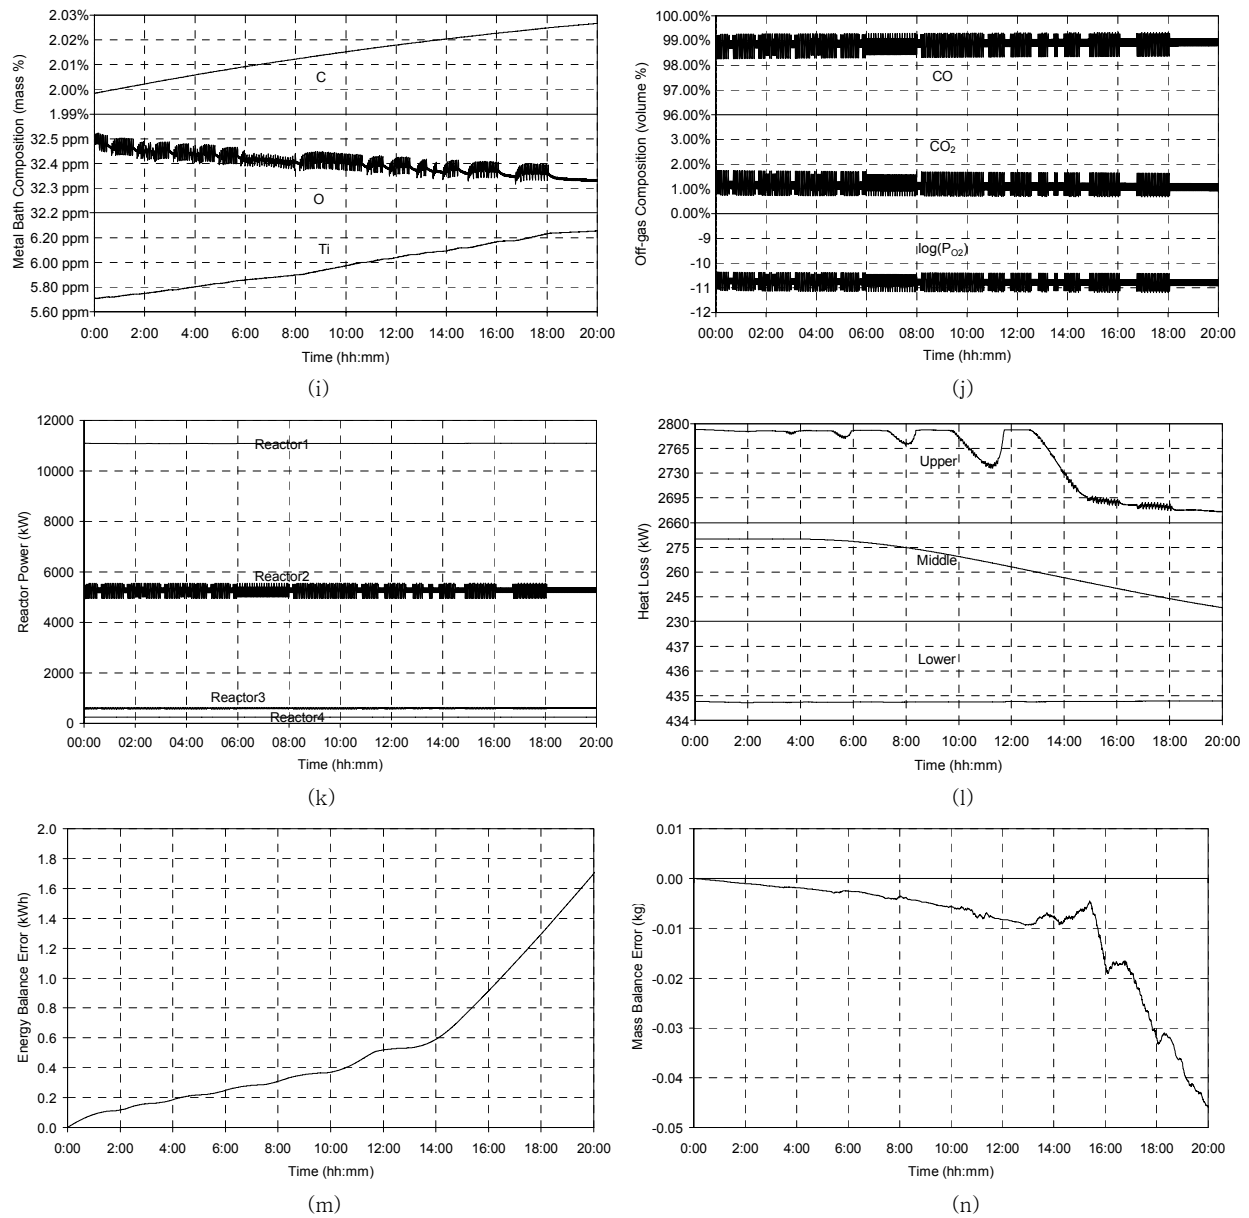 2.03%
2.02%
2.01%
2.00%
1.99%
32.5 ppm
32.4 ppm
32.3 ppm
32.2 ppm
6.20 ppm
6.00 ppm
5.80 ppm
5.60 ppm
Metal Bath Composition (mass %)
C
O
Ti
0:00 2:00 4:00 6:00 8:00 10:00 12:00 14:00 16:00 18:00 20:00
Time (hh:mm)
(i)
100.00%
99.00%
98.00%
97.00%
96.00%
3.00%
2.00%
1.00%
0.00%
-9
-10
-11
-12
Off-gas Composition (volume %)
CO
CO₂
log(P_O2)
00:00 02:00 04:00 06:00 08:00 10:00 12:00 14:00 16:00 18:00 20:00
Time (hh:mm)
(j)
12000
10000
8000
6000
4000
2000
0
Reactor Power (kW)
Reactor1
Reactor2
Reactor3
Reactor4
00:00 02:00 04:00 06:00 08:00 10:00 12:00 14:00 16:00 18:00 20:00
Time (hh:mm)
(k)
2800
2765
2730
2695
2660
275
260
245
230
437
436
435
434
Heat Loss (kW)
Upper
Middle
Lower
0:00 2:00 4:00 6:00 8:00 10:00 12:00 14:00 16:00 18:00 20:00
Time (hh:mm)
(l)
2.0
1.8
1.6
1.4
1.2
1.0
0.8
0.6
0.4
0.2
0.0
Energy Balance Error (kWh)
0:00 2:00 4:00 6:00 8:00 10:00 12:00 14:00 16:00 18:00 20:00
Time (hh:mm)
(m)
0.01
0.00
-0.01
-0.02
-0.03
-0.04
-0.05
Mass Balance Error (kg)
0:00 2:00 4:00 6:00 8:00 10:00 12:00 14:00 16:00 18:00 20:00
Time (hh:mm)
(n)